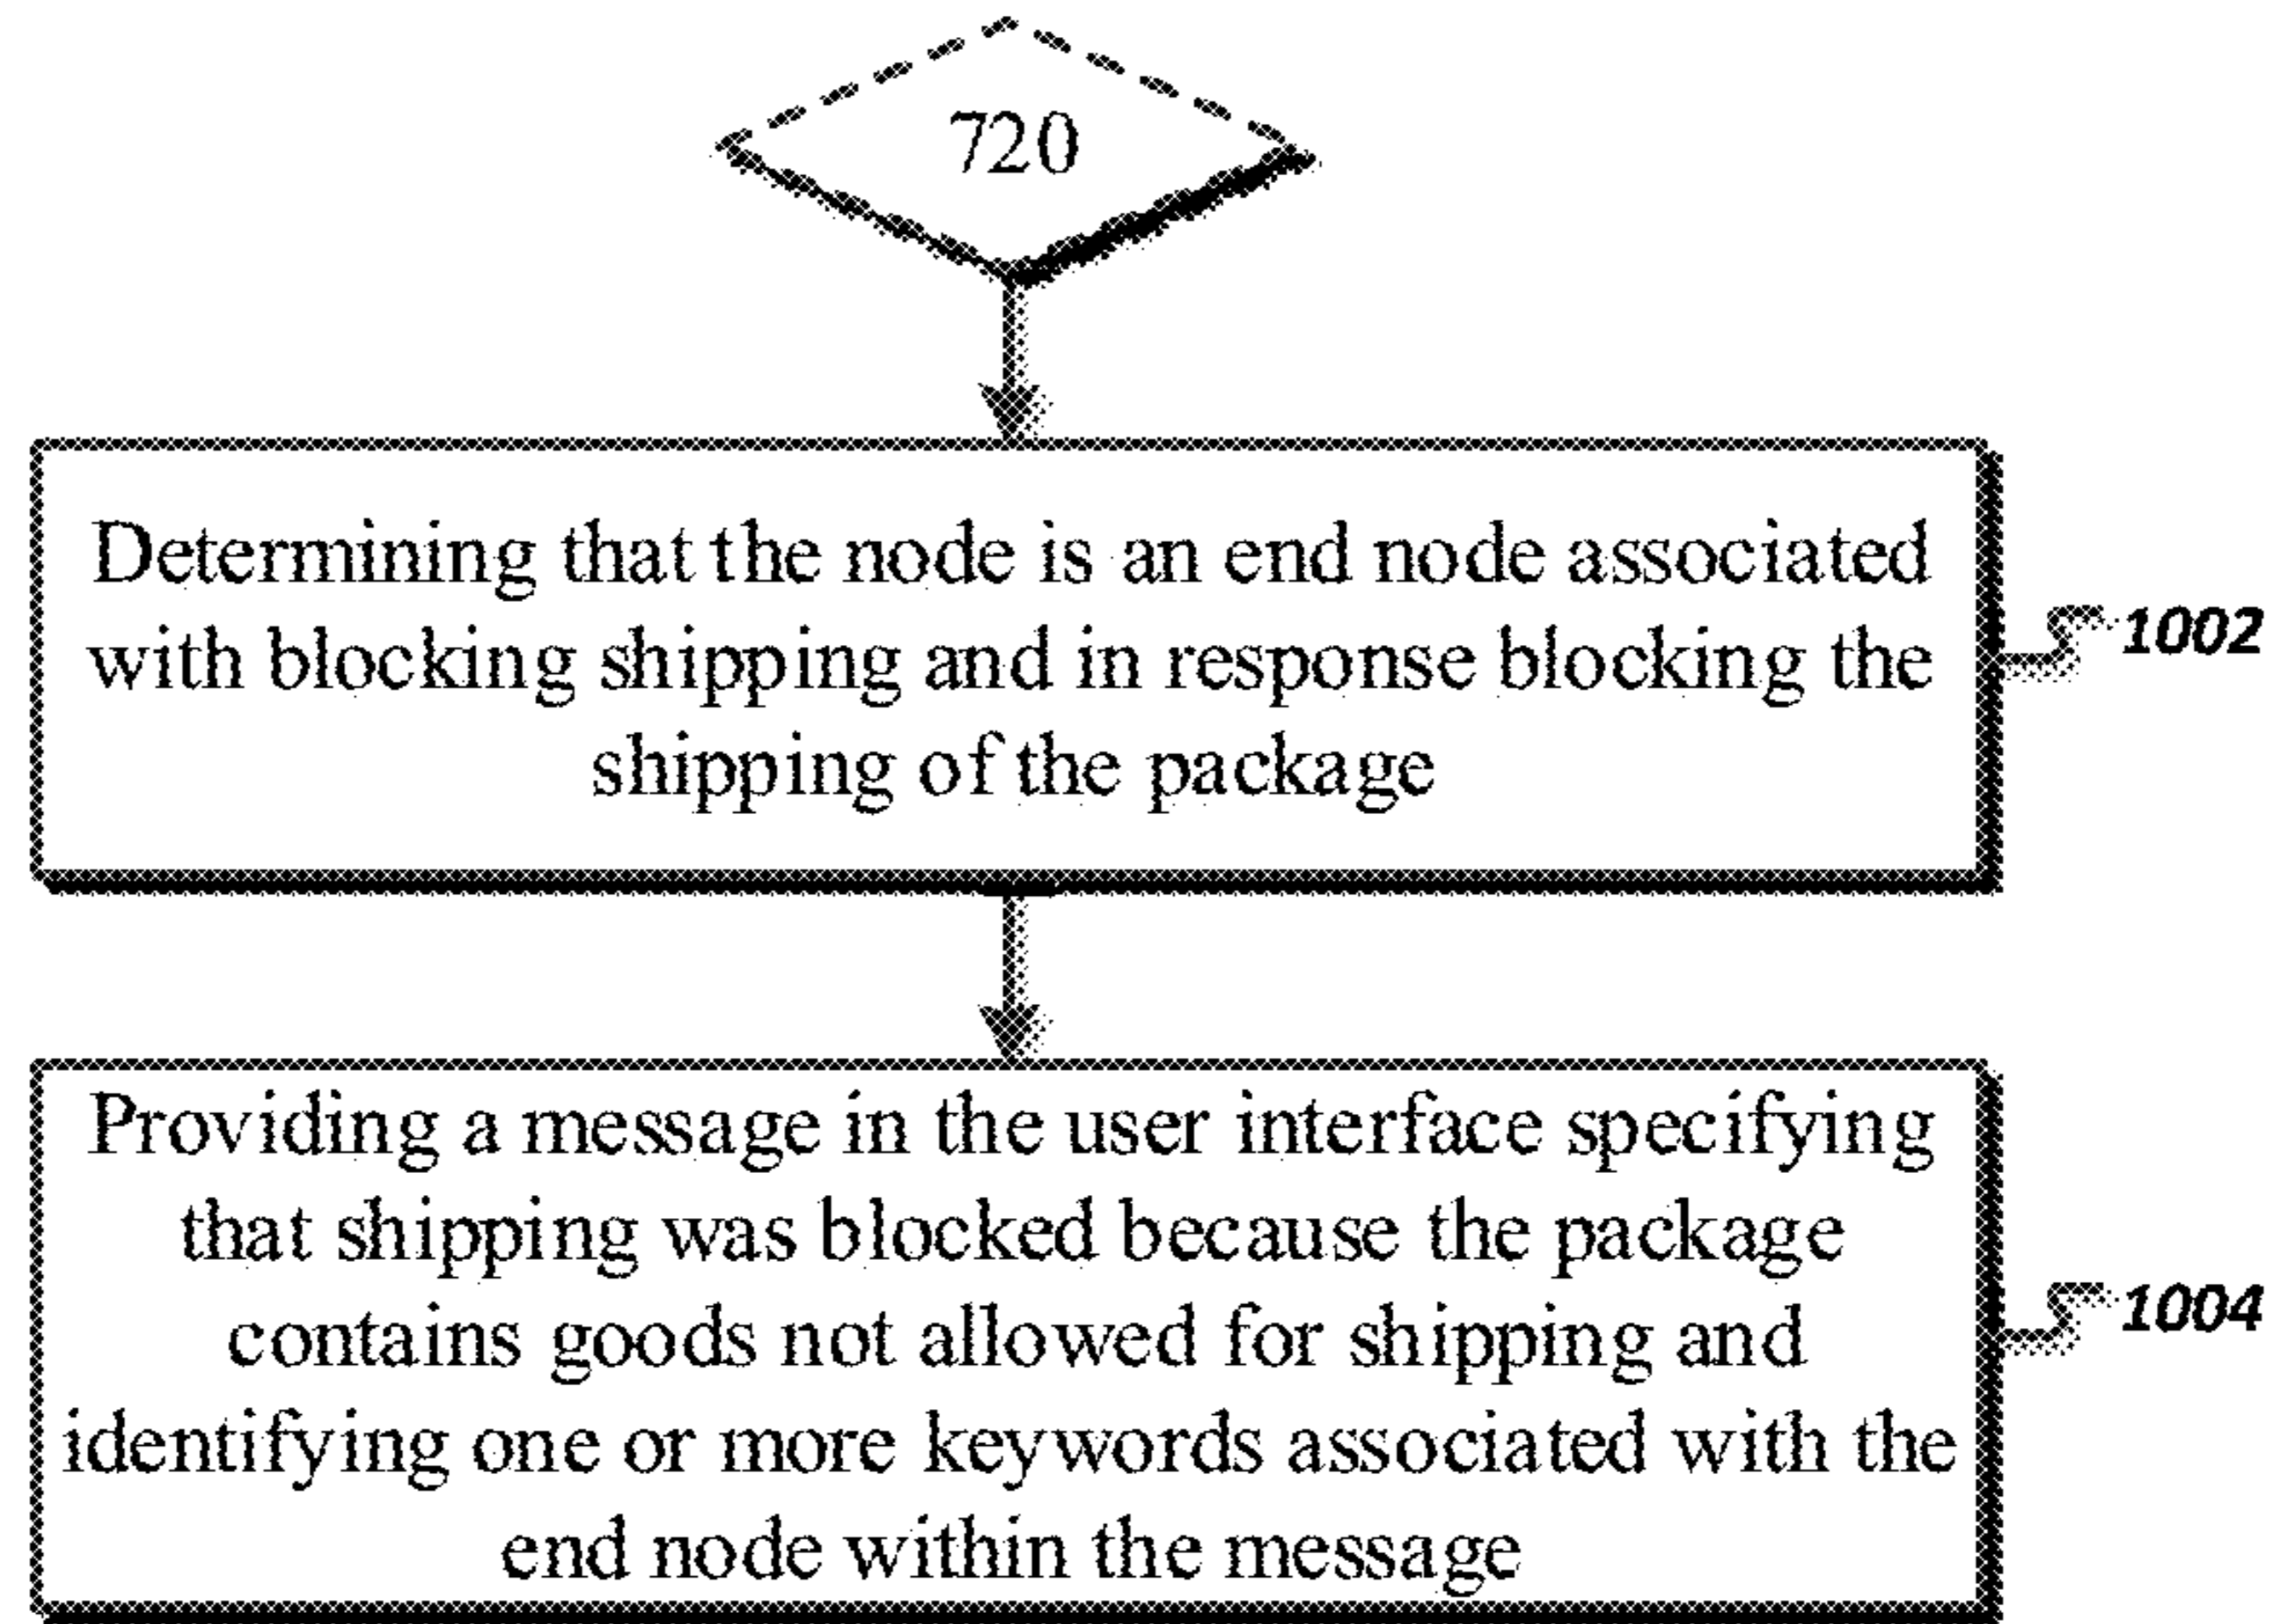 720
Determining that the node is an end node associated
with blocking shipping and in response blocking the
shipping of the package
1002
Providing a message in the user interface specifying
that shipping was blocked because the package
contains goods not allowed for shipping and
identifying one or more keywords associated with the
end node within the message
1004